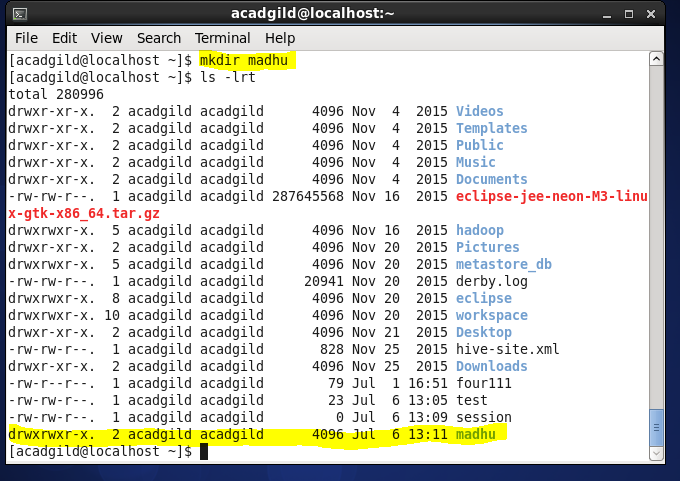 acadgild@localhost:~
File Edit View Search Terminal Help
[acadgild@localhost ~]$ mkdir madhu
[acadgild@localhost ~]$ ls -lrt
total 280996
drwxr-xr-x.  2 acadgild acadgild      4096 Nov  4  2015 Videos
drwxr-xr-x.  2 acadgild acadgild      4096 Nov  4  2015 Templates
drwxr-xr-x.  2 acadgild acadgild      4096 Nov  4  2015 Public
drwxr-xr-x.  2 acadgild acadgild      4096 Nov  4  2015 Music
drwxr-xr-x.  2 acadgild acadgild      4096 Nov  4  2015 Documents
-rw-rw-r--.  1 acadgild acadgild 287645568 Nov 16  2015 eclipse-jee-neon-M3-linu
x-gtk-x86_64.tar.gz
drwxrwxr-x.  5 acadgild acadgild      4096 Nov 16  2015 hadoop
drwxr-xr-x.  2 acadgild acadgild      4096 Nov 20  2015 Pictures
drwxrwxr-x.  5 acadgild acadgild      4096 Nov 20  2015 metastore_db
-rw-rw-r--.  1 acadgild acadgild     20941 Nov 20  2015 derby.log
drwxrwxr-x.  8 acadgild acadgild      4096 Nov 20  2015 eclipse
drwxrwxr-x. 10 acadgild acadgild      4096 Nov 20  2015 workspace
drwxr-xr-x.  2 acadgild acadgild      4096 Nov 21  2015 Desktop
-rw-rw-r--.  1 acadgild acadgild       828 Nov 25  2015 hive-site.xml
drwxr-xr-x.  2 acadgild acadgild      4096 Nov 25  2015 Downloads
-rw-r--r--.  1 acadgild acadgild        79 Jul  1 16:51 four111
-rw-rw-r--.  1 acadgild acadgild        23 Jul  6 13:05 test
-rw-rw-r--.  1 acadgild acadgild         0 Jul  6 13:09 session
drwxrwxr-x.  2 acadgild acadgild      4096 Jul  6 13:11 madhu
[acadgild@localhost ~]$